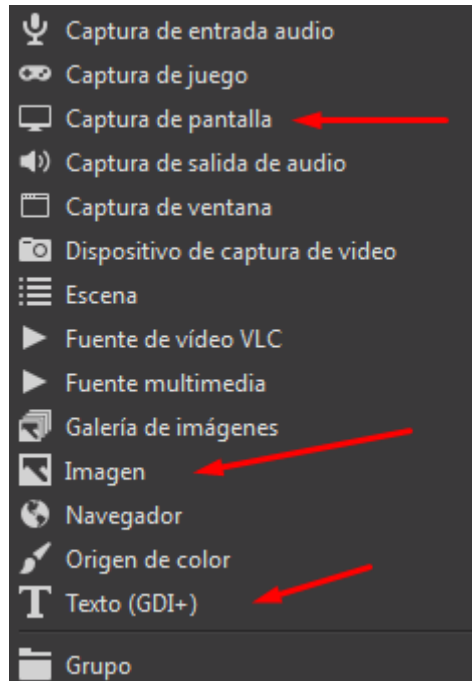 Captura de entrada audio
Captura de juego
Captura de pantalla
Captura de salida de audio
Captura de ventana
Dispositivo de captura de video
Escena
Fuente de vídeo VLC
Fuente multimedia
Galería de imágenes
Imagen
Navegador
Origen de color
Texto (GDI+)
Grupo